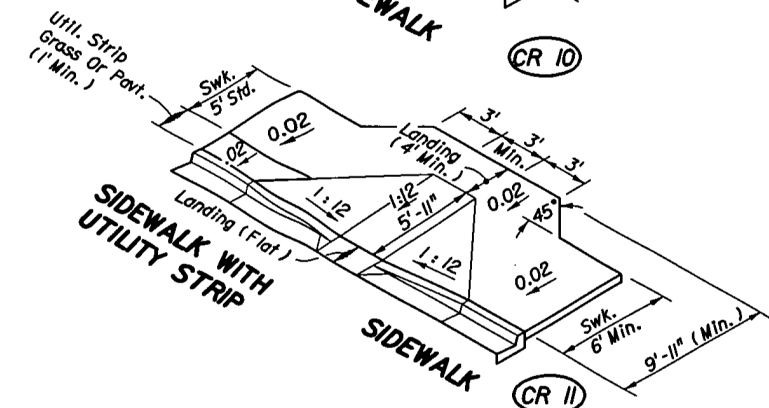 EWALK
CR 10
Util. Strip
Grass Or Pavt.
(1' Min.)
Swk.
5' Std.
0.02
.02
3'
3'
3'
Min.
Landing
(4' Min.)
0.02
45°
1:12
1:12
5'-11"
1:12
Landing (Flat)
0.02
SIDEWALK WITH
UTILITY STRIP
SIDEWALK
Swk.
6' Min.
9'-11" (Min.)
CR 11